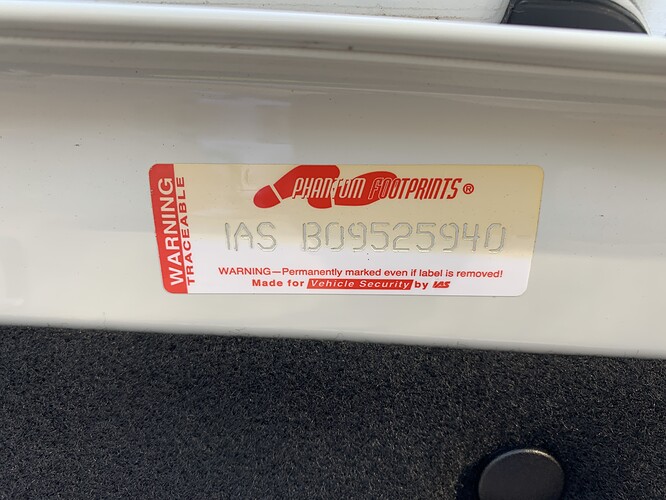 WARNING
TRACEABLE
PHANTOM FOOTPRINTS®
IAS B09525940
WARNING—Permanently marked even if label is removed!
Made for Vehicle Security by IAS